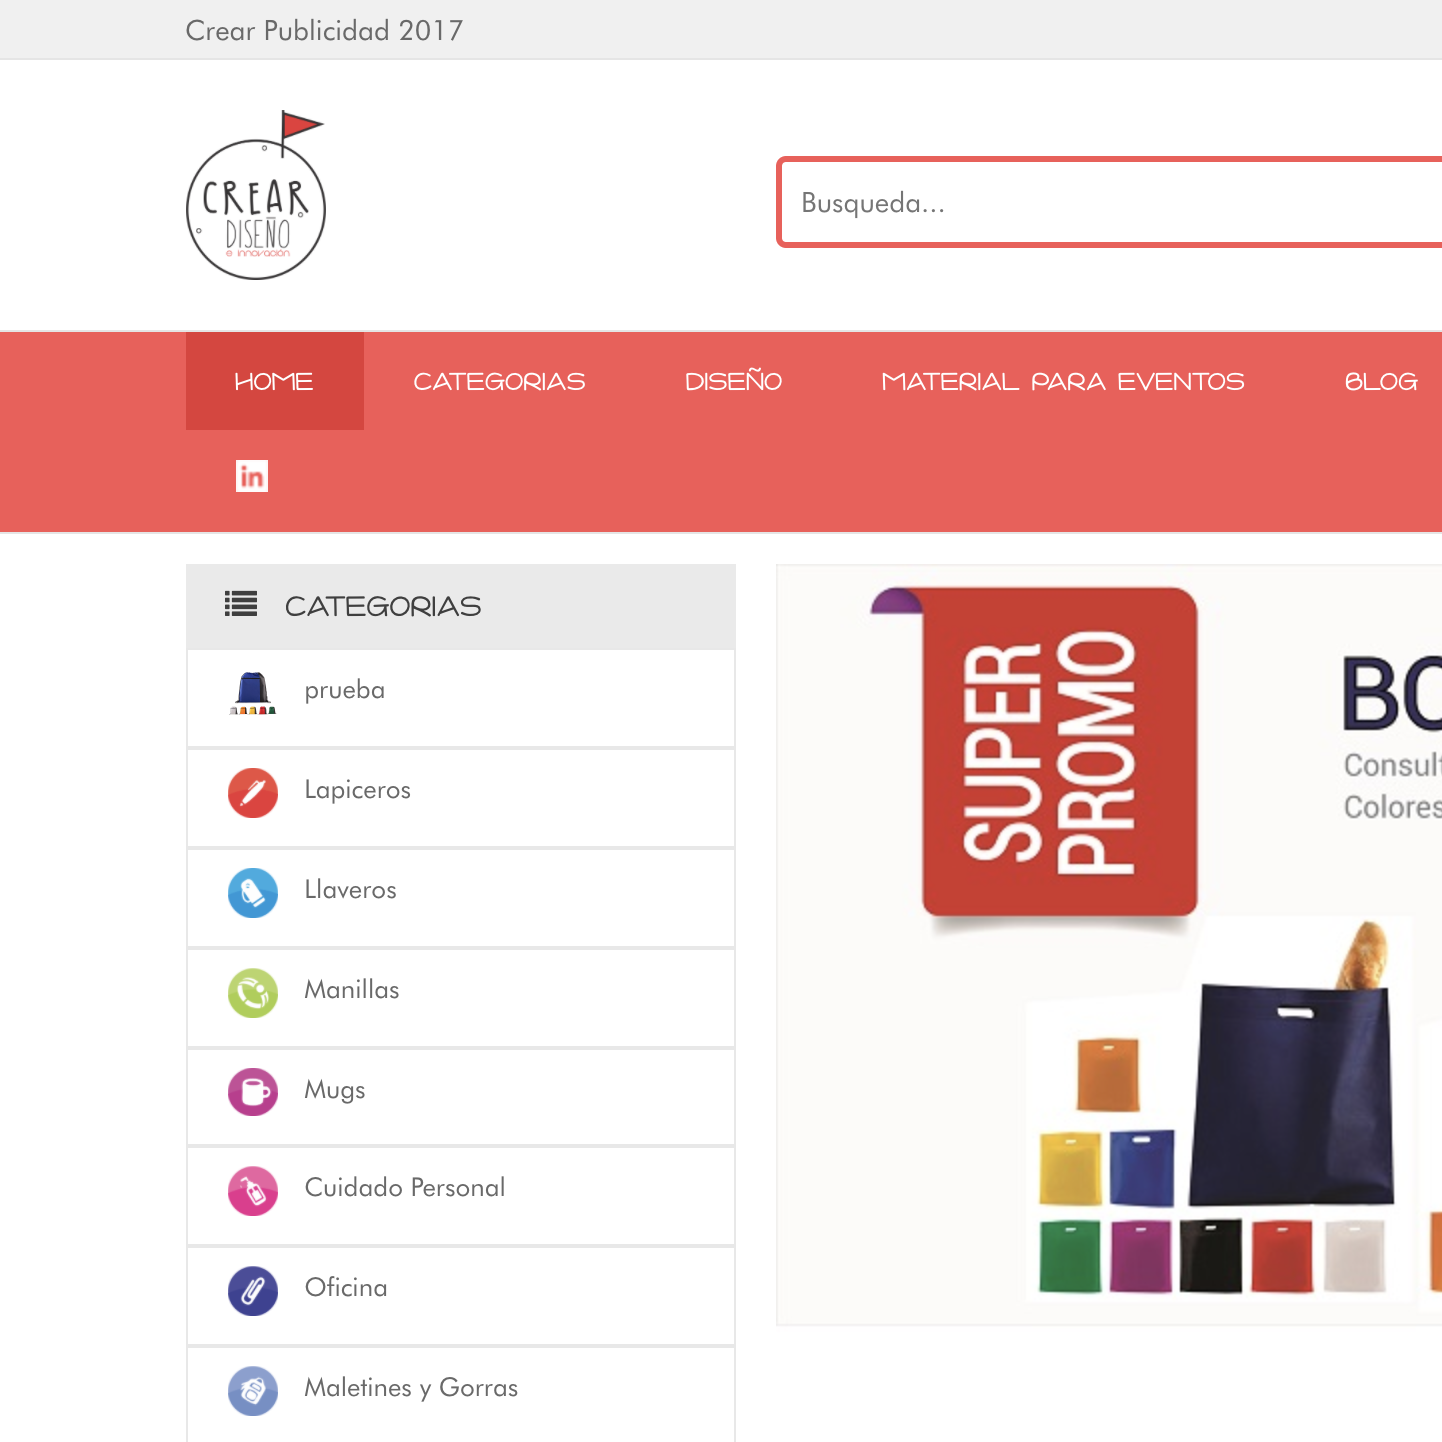 Crear Publicidad 2017
CREAR
DISEÑO
e innovación
Busqueda...
HOME
CATEGORIAS
DISEÑO
MATERIAL PARA EVENTOS
BLOG
in
CATEGORIAS
prueba
Lapiceros
Llaveros
Manillas
Mugs
Cuidado Personal
Oficina
Maletines y Gorras
SUPER
PROMO
BO
Consult
Colores